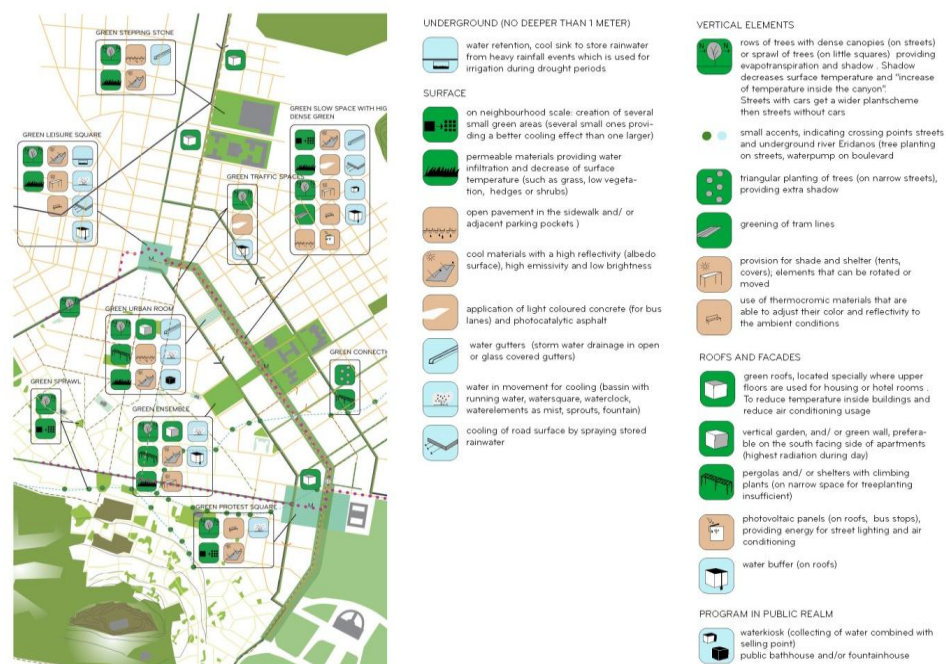 GREEN STEPPING STONE
GREEN SLOW SPACE WITH HIG
DENSE GREEN
GREEN LEISURE SQUARE
GREEN TRAFFIC SPACES
GREEN URBAN ROOM
GREEN CONNECTI
GREEN SPRAWL
GREEN ENSEMBLE
GREEN PROTEST SQUARE
UNDERGROUND (NO DEEPER THAN 1 METER)
water retention, cool sink to store rainwater
from heavy rainfall events which is used for
irrigation during drought periods
SURFACE
on neighbourhood scale: creation of several
small green areas (several small ones provi-
ding a better cooling effect than one larger)
permeable materials providing water
infiltration and decrease of surface
temperature (such as grass, low vegeta-
tion, hedges or shrubs)
open pavement in the sidewalk and/ or
adjacent parking pockets )
cool materials with a high reflectivity (albedo
surface), high emissivity and low brightness
application of light coloured concrete (for bus
lanes) and photocatalytic asphalt
water gutters (storm water drainage in open
or glass covered gutters)
water in movement for cooling (bassin with
running water, watersquare, waterclock,
waterelements as mist, sprouts, fountain)
cooling of road surface by spraying stored
rainwater
VERTICAL ELEMENTS
rows of trees with dense canopies (on streets)
or sprawl of trees (on little squares) providing
evapotranspiration and shadow . Shadow
decreases surface temperature and "increase
of temperature inside the canyon".
Streets with cars get a wider plantscheme
then streets without cars
small accents, indicating crossing points streets
and underground river Eridanos (tree planting
on streets, waterpump on boulevard
triangular planting of trees (on narrow streets),
providing extra shadow
greening of tram lines
provision for shade and shelter (tents,
covers); elements that can be rotated or
moved
use of thermocromic materials that are
able to adjust their color and reflectivity to
the ambient conditions
ROOFS AND FACADES
green roofs, located specially where upper
floors are used for housing or hotel rooms .
To reduce temperature inside buildings and
reduce air conditioning usage
vertical garden, and/ or green wall, prefera-
ble on the south facing side of apartments
(highest radiation during day)
pergolas and/ or shelters with climbing
plants (on narrow space for treeplanting
insufficient)
photovoltaic panels (on roofs, bus stops),
providing energy for street lighting and air
conditioning
water buffer (on roofs)
PROGRAM IN PUBLIC REALM
waterkiosk (collecting of water combined with
selling point)
public bathhouse and/or fountainhouse